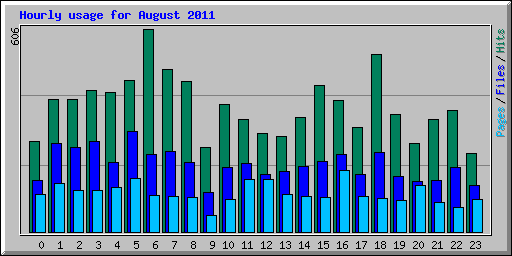 Hourly usage for August 2011
606
Pages / Files / Hits
0 1 2 3 4 5 6 7 8 9 10 11 12 13 14 15 16 17 18 19 20 21 22 23